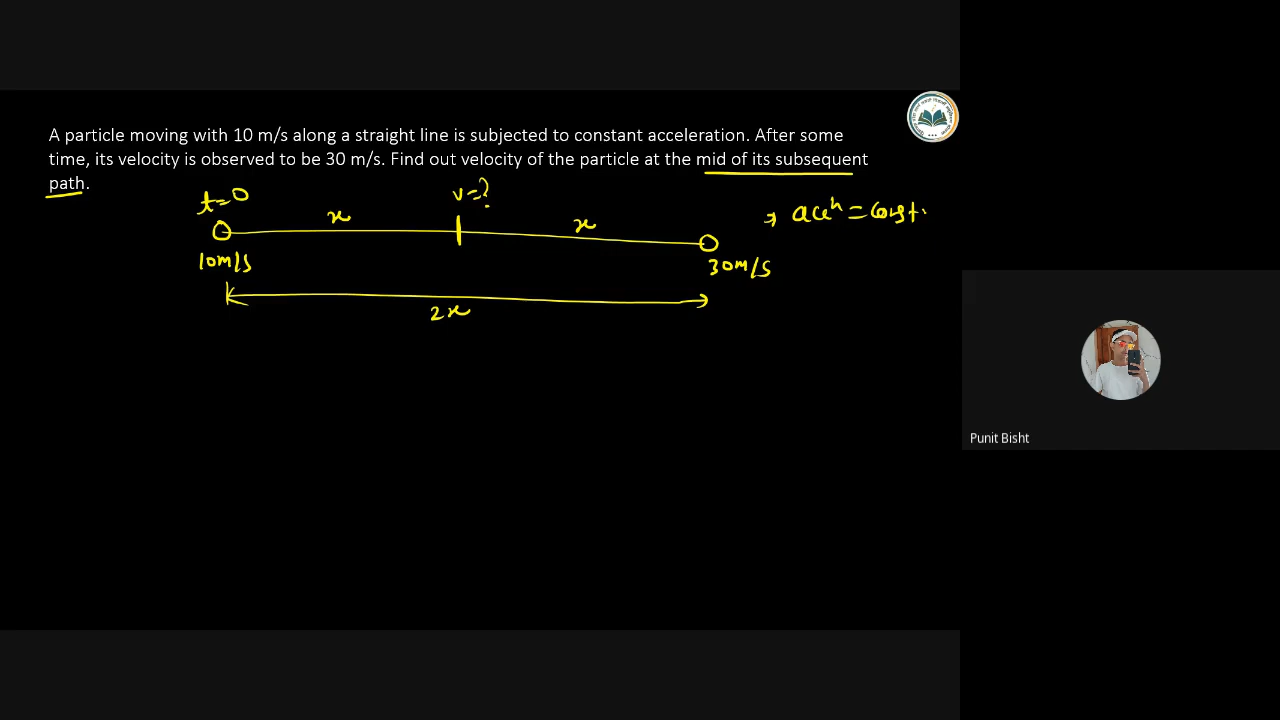 A particle moving with 10 m/s along a straight line is subjected to constant acceleration. After some
time, its velocity is observed to be 30 m/s. Find out velocity of the particle at the mid of its subsequent
path.
t=0
v=?
x
x
→ accⁿ = const.
10m/s
30m/s
2x
Punit Bisht